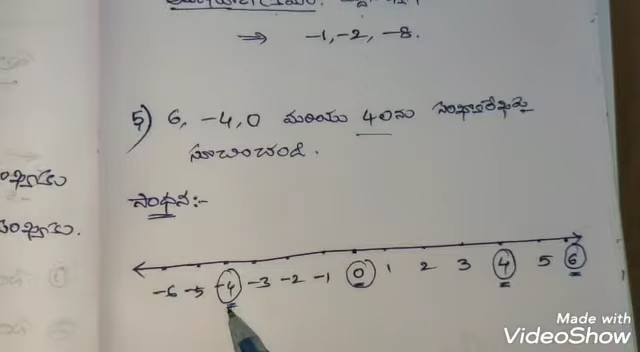 ⇒ -1, -2, -8.
5) 6, -4, 0 మరియు 40ను సంఖ్యారేఖపై
సూచించండి.
సాధన:-
-6 -5 -4 -3 -2 -1 0 1 2 3 4 5 6
Made with
VideoShow